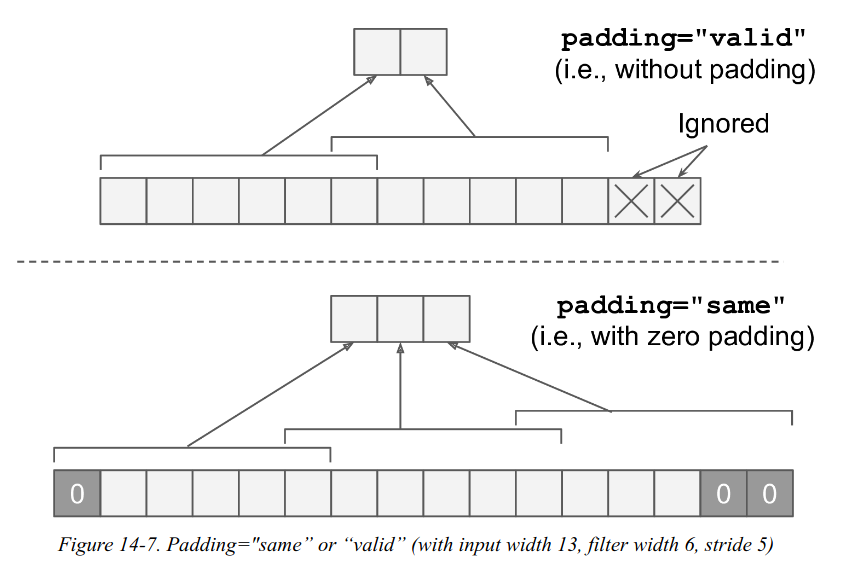 padding="valid"
(i.e., without padding)
Ignored
padding="same"
(i.e., with zero padding)
0 0 0
Figure 14-7. Padding="same” or “valid” (with input width 13, filter width 6, stride 5)